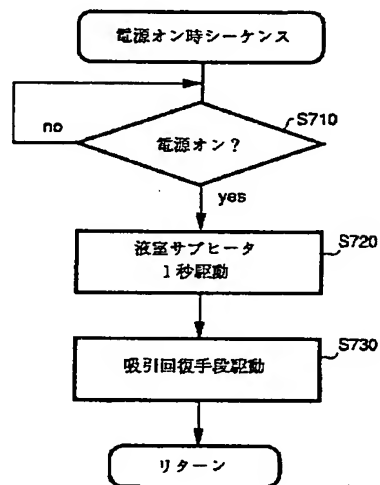 電源オン時シーケンス
no
電源オン?
S710
yes
液室サブヒータ
1秒駆動
S720
吸引回復手段駆動
S730
リターン